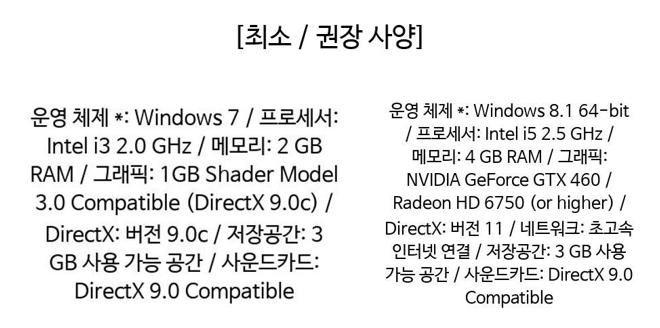 [최소 / 권장 사양]
운영 체제 *: Windows 7 / 프로세서:
Intel i3 2.0 GHz / 메모리: 2 GB
RAM / 그래픽: 1GB Shader Model
3.0 Compatible (DirectX 9.0c) /
DirectX: 버전 9.0c / 저장공간: 3
GB 사용 가능 공간 / 사운드카드:
DirectX 9.0 Compatible
운영 체제 *: Windows 8.1 64-bit
/ 프로세서: Intel i5 2.5 GHz /
메모리: 4 GB RAM / 그래픽:
NVIDIA GeForce GTX 460 /
Radeon HD 6750 (or higher) /
DirectX: 버전 11 / 네트워크: 초고속
인터넷 연결 / 저장공간: 3 GB 사용
가능 공간 / 사운드카드: DirectX 9.0
Compatible